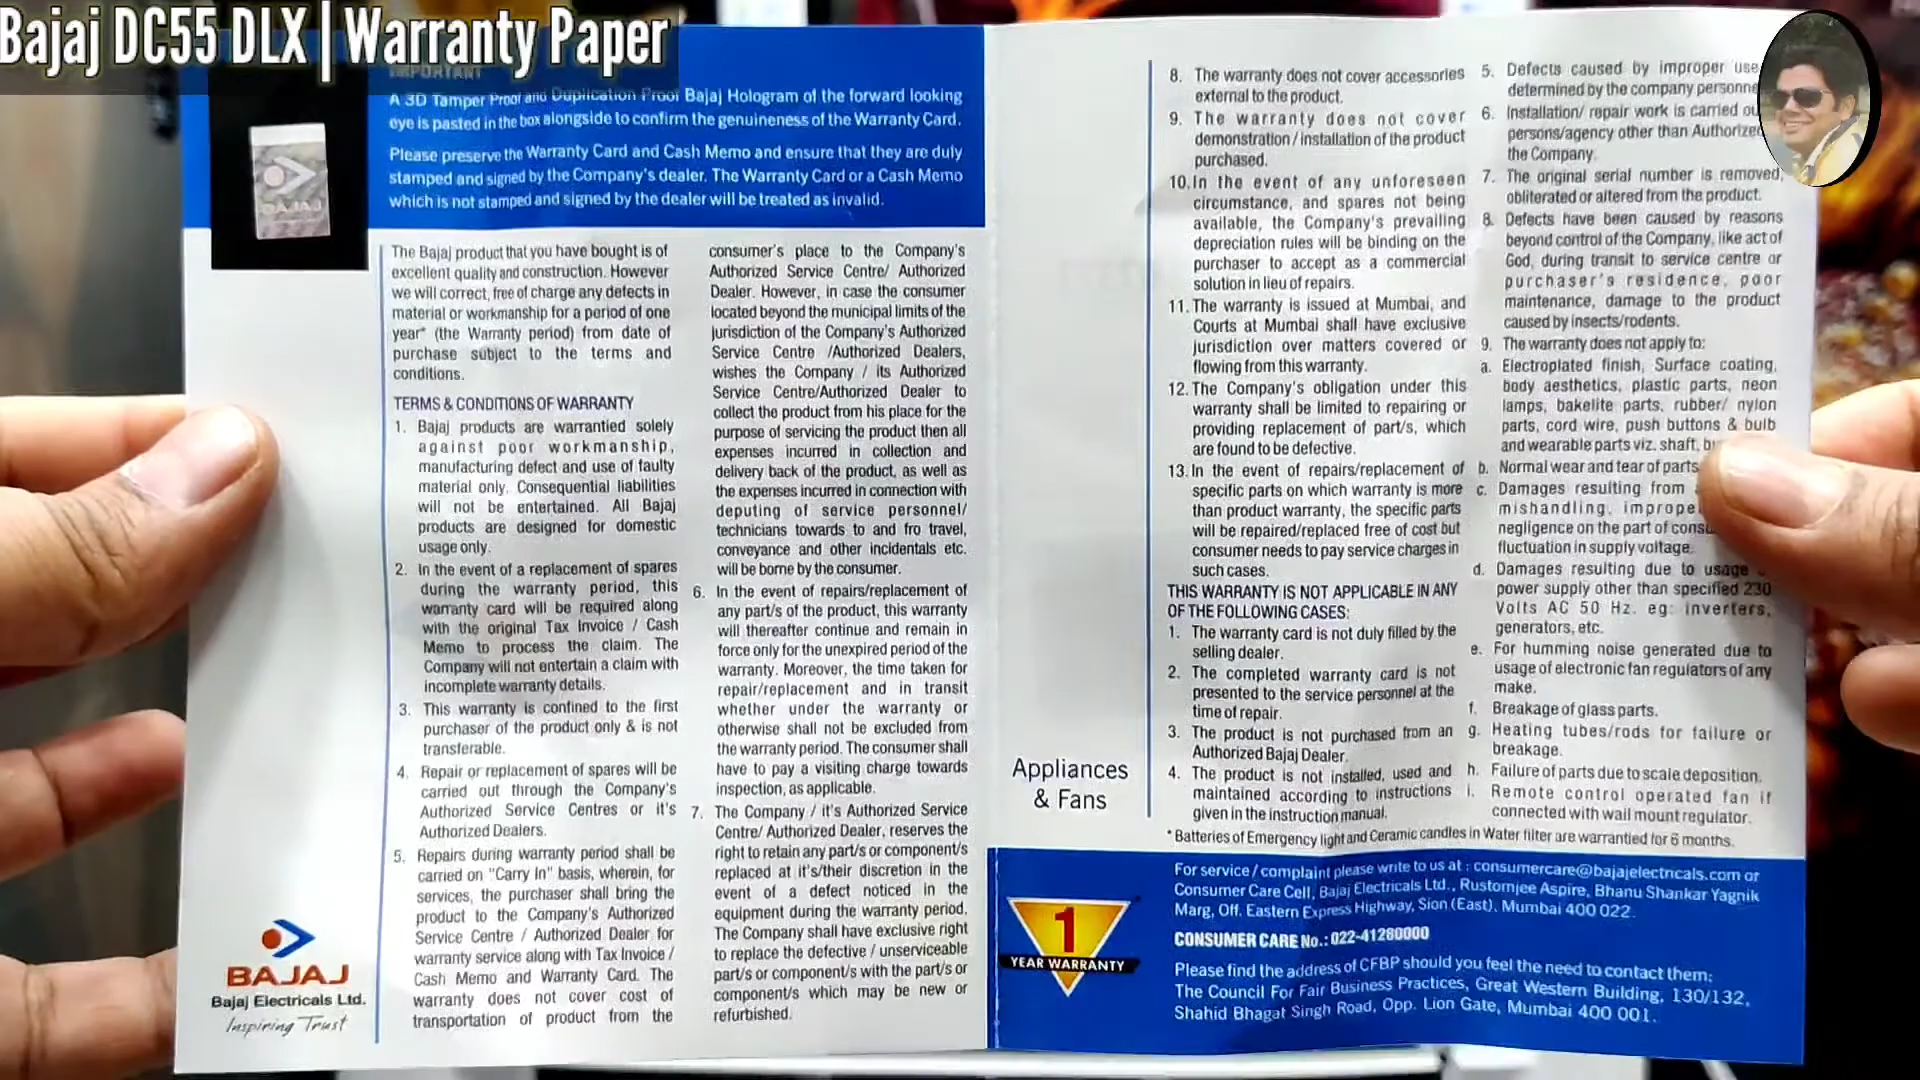 Bajaj DC55 DLX | Warranty Paper
IMPORTANT
A 3D Tamper Proof and Duplication Proof Bajaj Hologram of the forward looking
eye is pasted in the box alongside to confirm the genuineness of the Warranty Card.
Please preserve the Warranty Card and Cash Memo and ensure that they are duly
stamped and signed by the Company's dealer. The Warranty Card or a Cash Memo
which is not stamped and signed by the dealer will be treated as invalid.
BAJAJ
The Bajaj product that you have bought is of
excellent quality and construction. However
we will correct, free of charge any defects in
material or workmanship for a period of one
year* (the Warranty period) from date of
purchase subject to the terms and
conditions.
TERMS & CONDITIONS OF WARRANTY
1. Bajaj products are warrantied solely
against poor workmanship,
manufacturing defect and use of faulty
material only. Consequential liabilities
will not be entertained. All Bajaj
products are designed for domestic
usage only.
2. In the event of a replacement of spares
during the warranty period, this
warranty card will be required along
with the original Tax Invoice / Cash
Memo to process the claim. The
Company will not entertain a claim with
incomplete warranty details.
3. This warranty is confined to the first
purchaser of the product only & is not
transferable.
4. Repair or replacement of spares will be
carried out through the Company's
Authorized Service Centres or it's
Authorized Dealers.
5. Repairs during warranty period shall be
carried on "Carry In" basis, wherein, for
services, the purchaser shall bring the
product to the Company's Authorized
Service Centre / Authorized Dealer for
warranty service along with Tax Invoice /
Cash Memo and Warranty Card. The
warranty does not cover cost of
transportation of product from the
consumer's place to the Company's
Authorized Service Centre/ Authorized
Dealer. However, in case the consumer
located beyond the municipal limits of the
jurisdiction of the Company's Authorized
Service Centre /Authorized Dealers,
wishes the Company / its Authorized
Service Centre/Authorized Dealer to
collect the product from his place for the
purpose of servicing the product then all
expenses incurred in collection and
delivery back of the product, as well as
the expenses incurred in connection with
deputing of service personnel/
technicians towards to and fro travel,
conveyance and other incidentals etc.
will be borne by the consumer.
6. In the event of repairs/replacement of
any part/s of the product, this warranty
will thereafter continue and remain in
force only for the unexpired period of the
warranty. Moreover, the time taken for
repair/replacement and in transit
whether under the warranty or
otherwise shall not be excluded from
the warranty period. The consumer shall
have to pay a visiting charge towards
inspection, as applicable.
7. The Company / it's Authorized Service
Centre/ Authorized Dealer, reserves the
right to retain any part/s or component/s
replaced at it's/their discretion in the
event of a defect noticed in the
equipment during the warranty period.
The Company shall have exclusive right
to replace the defective / unserviceable
part/s or component/s with the part/s or
component/s which may be new or
refurbished.
BAJAJ
Bajaj Electricals Ltd.
Inspiring Trust
8. The warranty does not cover accessories
external to the product.
9. The warranty does not cover
demonstration / installation of the product
purchased.
10. In the event of any unforeseen
circumstance, and spares not being
available, the Company's prevailing
depreciation rules will be binding on the
purchaser to accept as a commercial
solution in lieu of repairs.
11. The warranty is issued at Mumbai, and
Courts at Mumbai shall have exclusive
jurisdiction over matters covered or
flowing from this warranty.
12. The Company's obligation under this
warranty shall be limited to repairing or
providing replacement of part/s, which
are found to be defective.
13. In the event of repairs/replacement of
specific parts on which warranty is more
than product warranty, the specific parts
will be repaired/replaced free of cost but
consumer needs to pay service charges in
such cases.
THIS WARRANTY IS NOT APPLICABLE IN ANY
OF THE FOLLOWING CASES:
1. The warranty card is not duly filled by the
selling dealer.
2. The completed warranty card is not
presented to the service personnel at the
time of repair.
3. The product is not purchased from an
Authorized Bajaj Dealer.
4. The product is not installed, used and
maintained according to instructions
given in the instruction manual.
5. Defects caused by improper use
determined by the company
6. Installation/ repair work is carried
persons/agency other than
the Company.
7. The original serial number is removed,
obliterated or altered from the product.
8. Defects have been caused by reasons
beyond control of the Company, like act of
God, during transit to service centre or
purchaser's residence, poor
maintenance, damage to the product
caused by insects/rodents.
9. The warranty does not apply to:
a. Electroplated finish, Surface coating,
body aesthetics, plastic parts, neon
lamps, bakelite parts, rubber/ nylon
parts, cord wire, push buttons & bulb
and wearable parts viz. shaft,
b. Normal wear and tear of parts
c. Damages resulting from
mishandling,
negligence on the part of
fluctuation in supply voltage.
d. Damages resulting due to usage
power supply other than specified 230
Volts AC 50 Hz. eg: inverters,
generators, etc.
e. For humming noise generated due to
usage of electronic fan regulators of any
make.
f. Breakage of glass parts.
g. Heating tubes/rods for failure or
breakage.
h. Failure of parts due to scale deposition.
i. Remote control operated fan if
connected with wall mount regulator.
* Batteries of Emergency light and Ceramic candles in Water filter are warrantied for 6 months.
Appliances
& Fans
1
YEAR WARRANTY
For service / complaint please write to us at : consumercare@bajajelectricals.com or
Consumer Care Cell, Bajaj Electricals Ltd., Rustomjee Aspire, Bhanu Shankar Yagnik
Marg, Off. Eastern Express Highway, Sion (East), Mumbai 400 022.
CONSUMER CARE No.: 022-41280000
Please find the address of CFBP should you feel the need to contact them:
The Council For Fair Business Practices, Great Western Building, 130/132,
Shahid Bhagat Singh Road, Opp. Lion Gate, Mumbai 400 001.